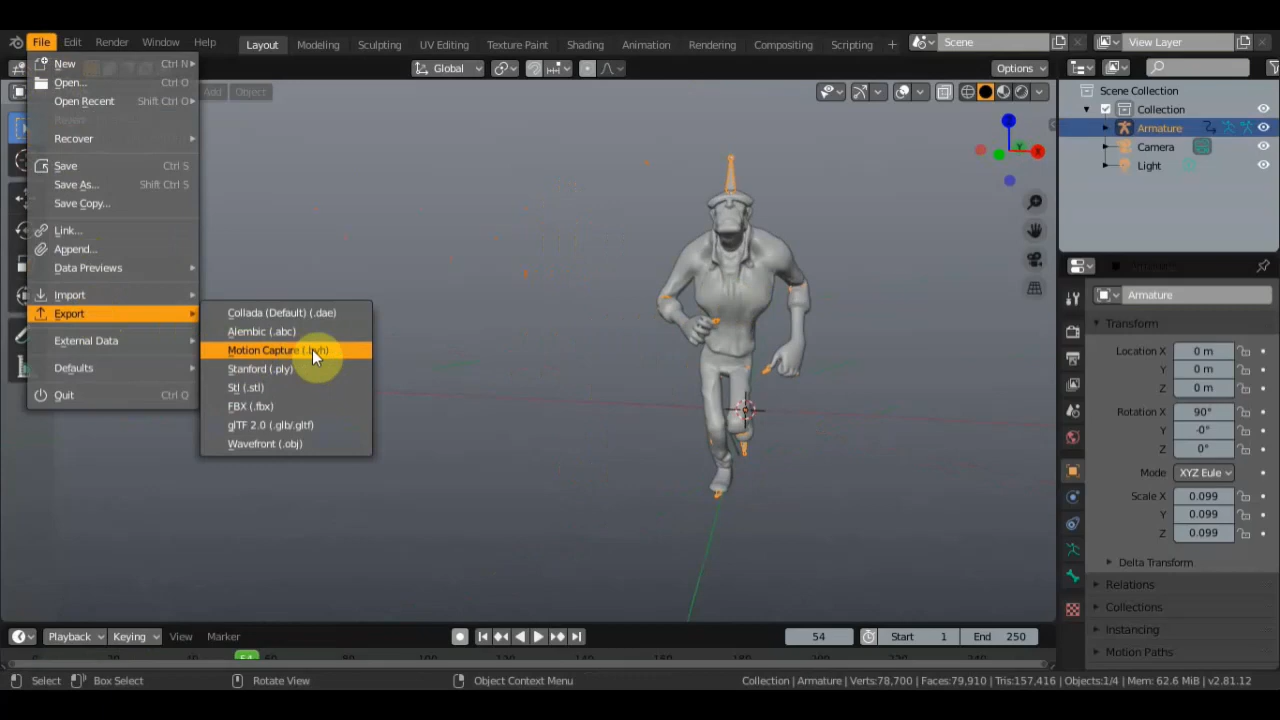 File Edit Render Window Help
Layout Modeling Sculpting UV Editing Texture Paint Shading Animation Rendering Compositing Scripting +
Scene
View Layer
New Ctrl N
Open... Ctrl O
Open Recent Shift Ctrl O
Revert
Recover
Save Ctrl S
Save As... Shift Ctrl S
Save Copy...
Link...
Append...
Data Previews
Import
Export
External Data
Defaults
Quit Ctrl Q
Collada (Default) (.dae)
Alembic (.abc)
Motion Capture (.bvh)
Stanford (.ply)
Stl (.stl)
FBX (.fbx)
glTF 2.0 (.glb/.gltf)
Wavefront (.obj)
Add Object
Global
Options
Z
X
Y
Scene Collection
Collection
Armature
Camera
Light
Armature
Transform
Location X 0 m
Y 0 m
Z 0 m
Rotation X 90°
Y -0°
Z 0°
Mode XYZ Eule
Scale X 0.099
Y 0.099
Z 0.099
Delta Transform
Relations
Collections
Instancing
Motion Paths
Playback Keying View Marker
54
Start 1 End 250
54
Select Box Select Rotate View Object Context Menu
Collection | Armature | Verts:78,700 | Faces:79,910 | Tris:157,416 | Objects:1/4 | Mem: 62.6 MiB | v2.81.12